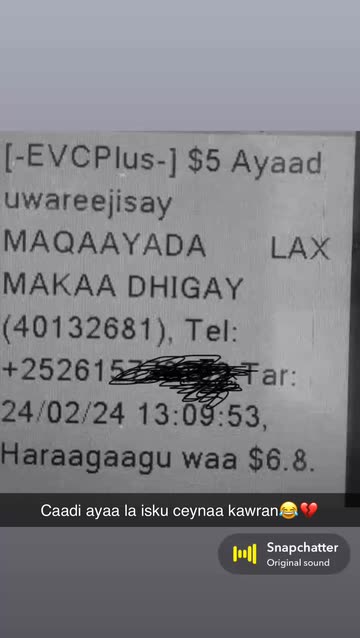 [-EVCPlus-] $5 Ayaad
uwareejisay
MAQAAYADA LAX
MAKAA DHIGAY
(40132681), Tel:
+2526157 Tar:
24/02/24 13:09:53,
Haraagaagu waa $6.8.
Caadi ayaa la isku ceynaa kawran😂💔
Snapchatter
Original sound